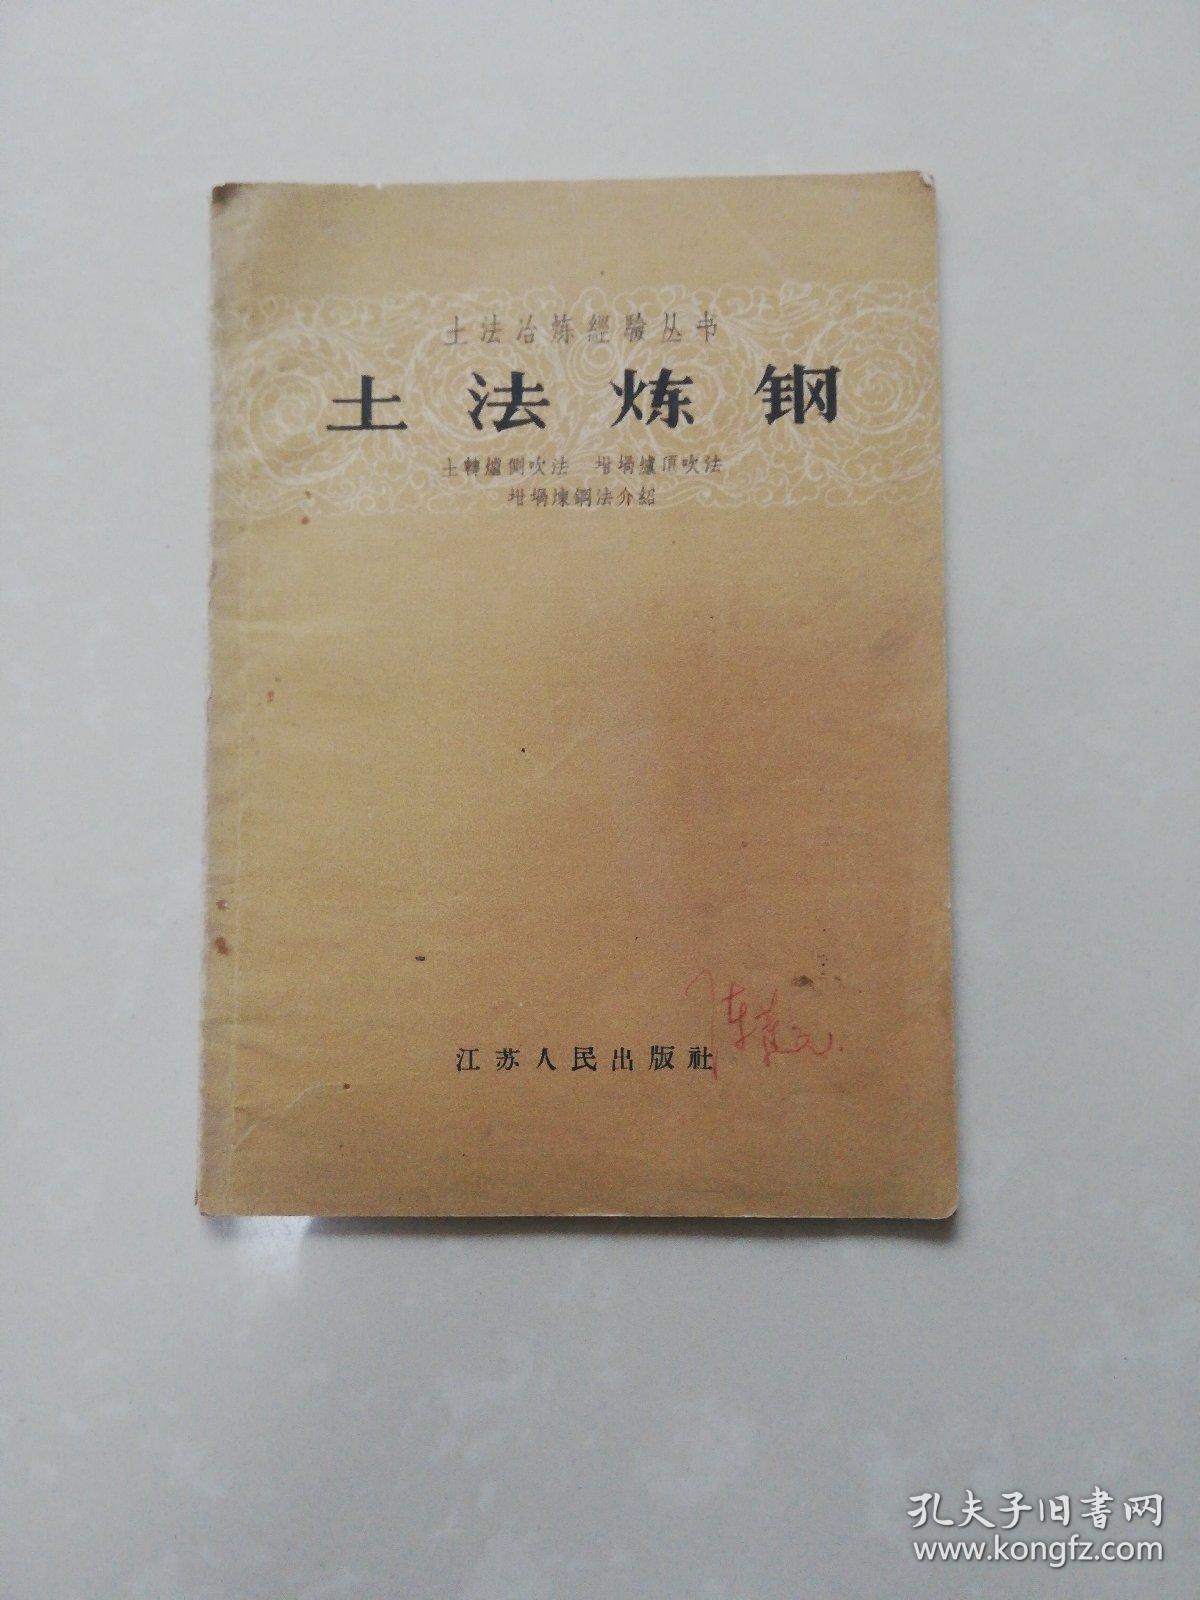 土法冶炼經驗丛书
土法炼钢
土轉爐側吹法 坩堝爐頂吹法
坩堝煉鋼法介紹
江苏人民出版社
孔夫子旧书网
www.kongfz.com